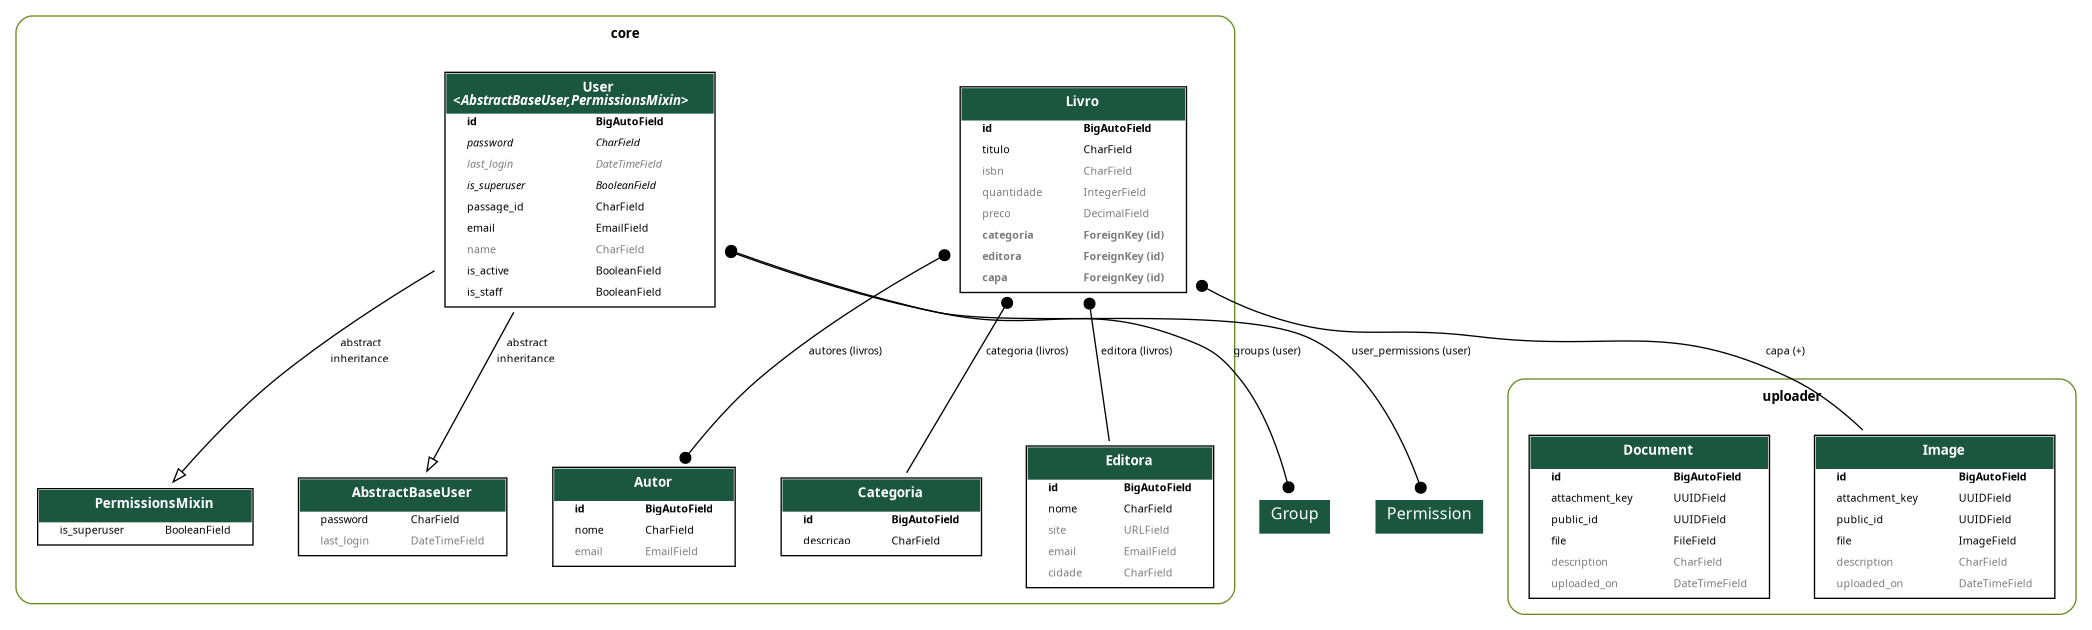 core
User
<AbstractBaseUser,PermissionsMixin>
id BigAutoField
password CharField
last_login DateTimeField
is_superuser BooleanField
passage_id CharField
email EmailField
name CharField
is_active BooleanField
is_staff BooleanField
Livro
id BigAutoField
titulo CharField
isbn CharField
quantidade IntegerField
preco DecimalField
categoria ForeignKey (id)
editora ForeignKey (id)
capa ForeignKey (id)
abstract
inheritance
abstract
inheritance
autores (livros)
categoria (livros)
editora (livros)
groups (user)
user_permissions (user)
capa (+)
PermissionsMixin
is_superuser BooleanField
AbstractBaseUser
password CharField
last_login DateTimeField
Autor
id BigAutoField
nome CharField
email EmailField
Categoria
id BigAutoField
descricao CharField
Editora
id BigAutoField
nome CharField
site URLField
email EmailField
cidade CharField
Group
Permission
uploader
Document
id BigAutoField
attachment_key UUIDField
public_id UUIDField
file FileField
description CharField
uploaded_on DateTimeField
Image
id BigAutoField
attachment_key UUIDField
public_id UUIDField
file ImageField
description CharField
uploaded_on DateTimeField